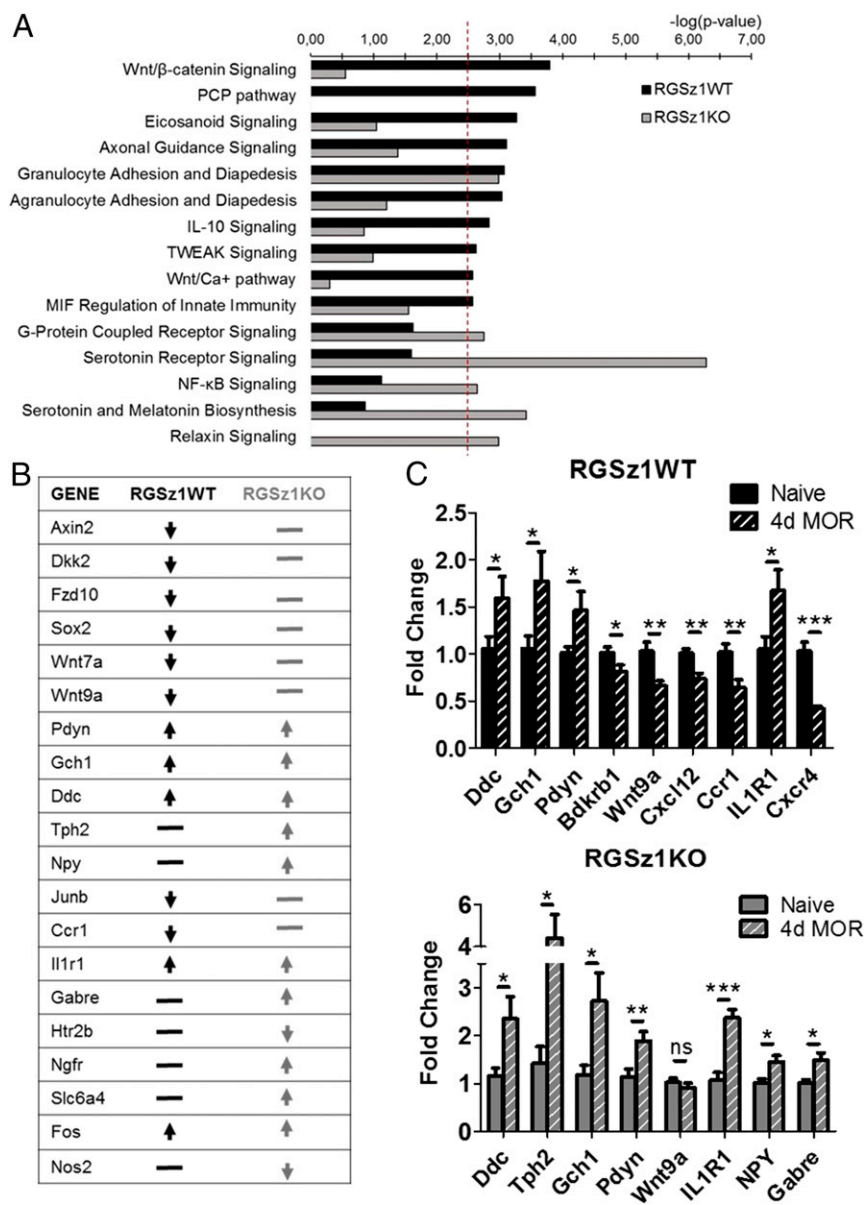 A
-log(p-value)
0,00 1,00 2,00 3,00 4,00 5,00 6,00 7,00
Wnt/β-catenin Signaling
PCP pathway
Eicosanoid Signaling
Axonal Guidance Signaling
Granulocyte Adhesion and Diapedesis
Agranulocyte Adhesion and Diapedesis
IL-10 Signaling
TWEAK Signaling
Wnt/Ca+ pathway
MIF Regulation of Innate Immunity
G-Protein Coupled Receptor Signaling
Serotonin Receptor Signaling
NF-κB Signaling
Serotonin and Melatonin Biosynthesis
Relaxin Signaling
RGSz1WT
RGSz1KO
B
GENE RGSz1WT RGSz1KO
Axin2
Dkk2
Fzd10
Sox2
Wnt7a
Wnt9a
Pdyn
Gch1
Ddc
Tph2
Npy
Junb
Ccr1
Il1r1
Gabre
Htr2b
Ngfr
Slc6a4
Fos
Nos2
C
RGSz1WT
Naive
4d MOR
Fold Change
2.5
2.0
1.5
1.0
0.5
0.0
* * * * ** ** ** * ***
Ddc Gch1 Pdyn Bdkrb1 Wnt9a Cxcl12 Ccr1 IL1R1 Cxcr4
RGSz1KO
Naive
4d MOR
Fold Change
6
4
3
2
1
0
* * * ** ns *** * *
Ddc Tph2 Gch1 Pdyn Wnt9a IL1R1 NPY Gabre